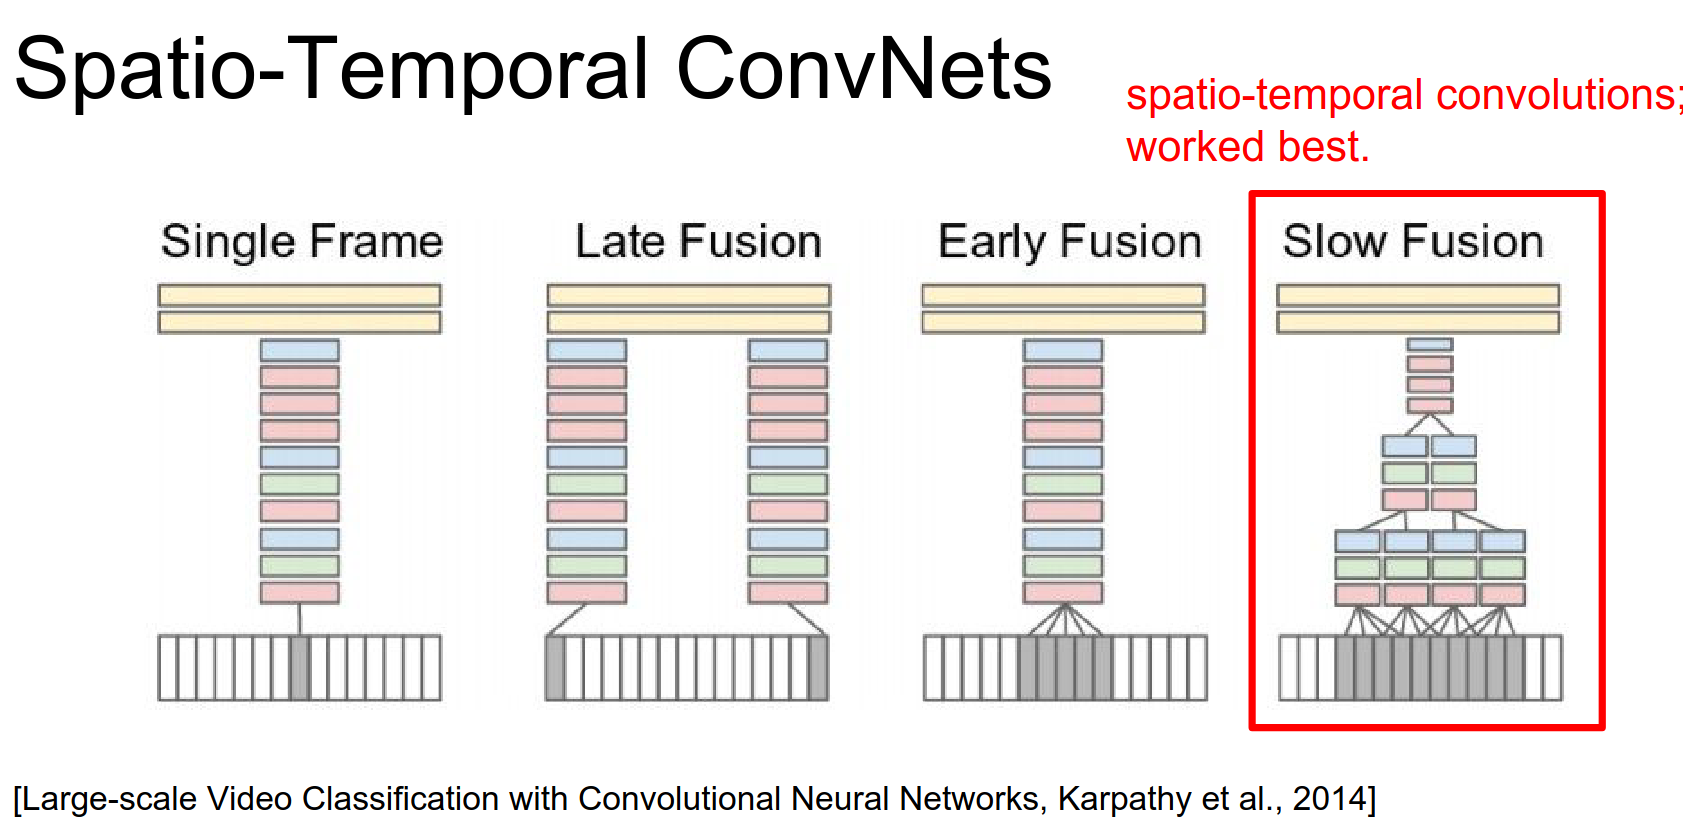 Spatio-Temporal ConvNets
spatio-temporal convolutions;
worked best.
Single Frame
Late Fusion
Early Fusion
Slow Fusion
[Large-scale Video Classification with Convolutional Neural Networks, Karpathy et al., 2014]